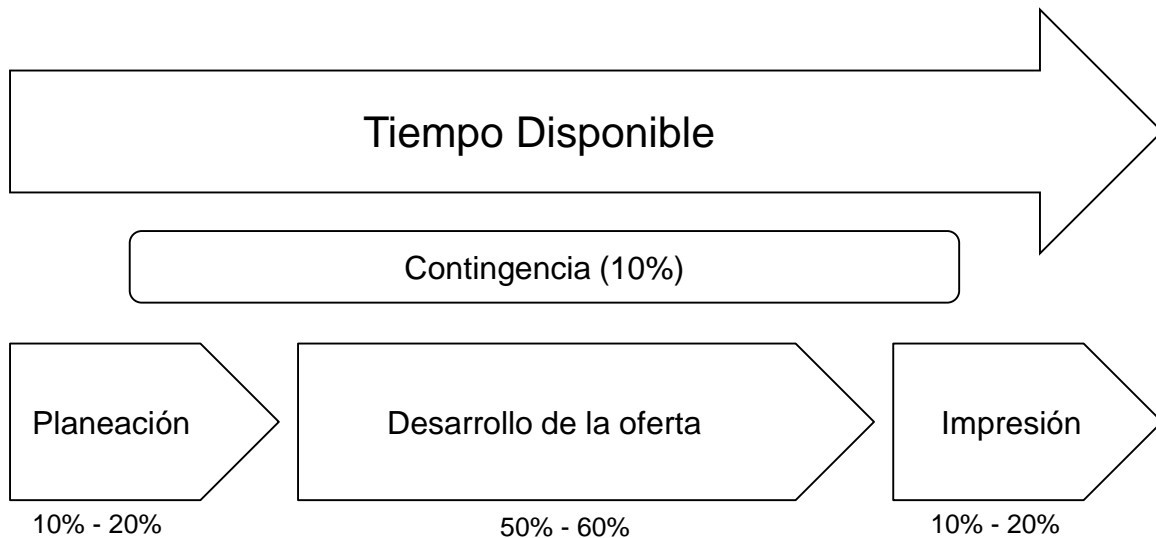 Tiempo Disponible
Contingencia (10%)
Planeación
Desarrollo de la oferta
Impresión
10% - 20%
50% - 60%
10% - 20%